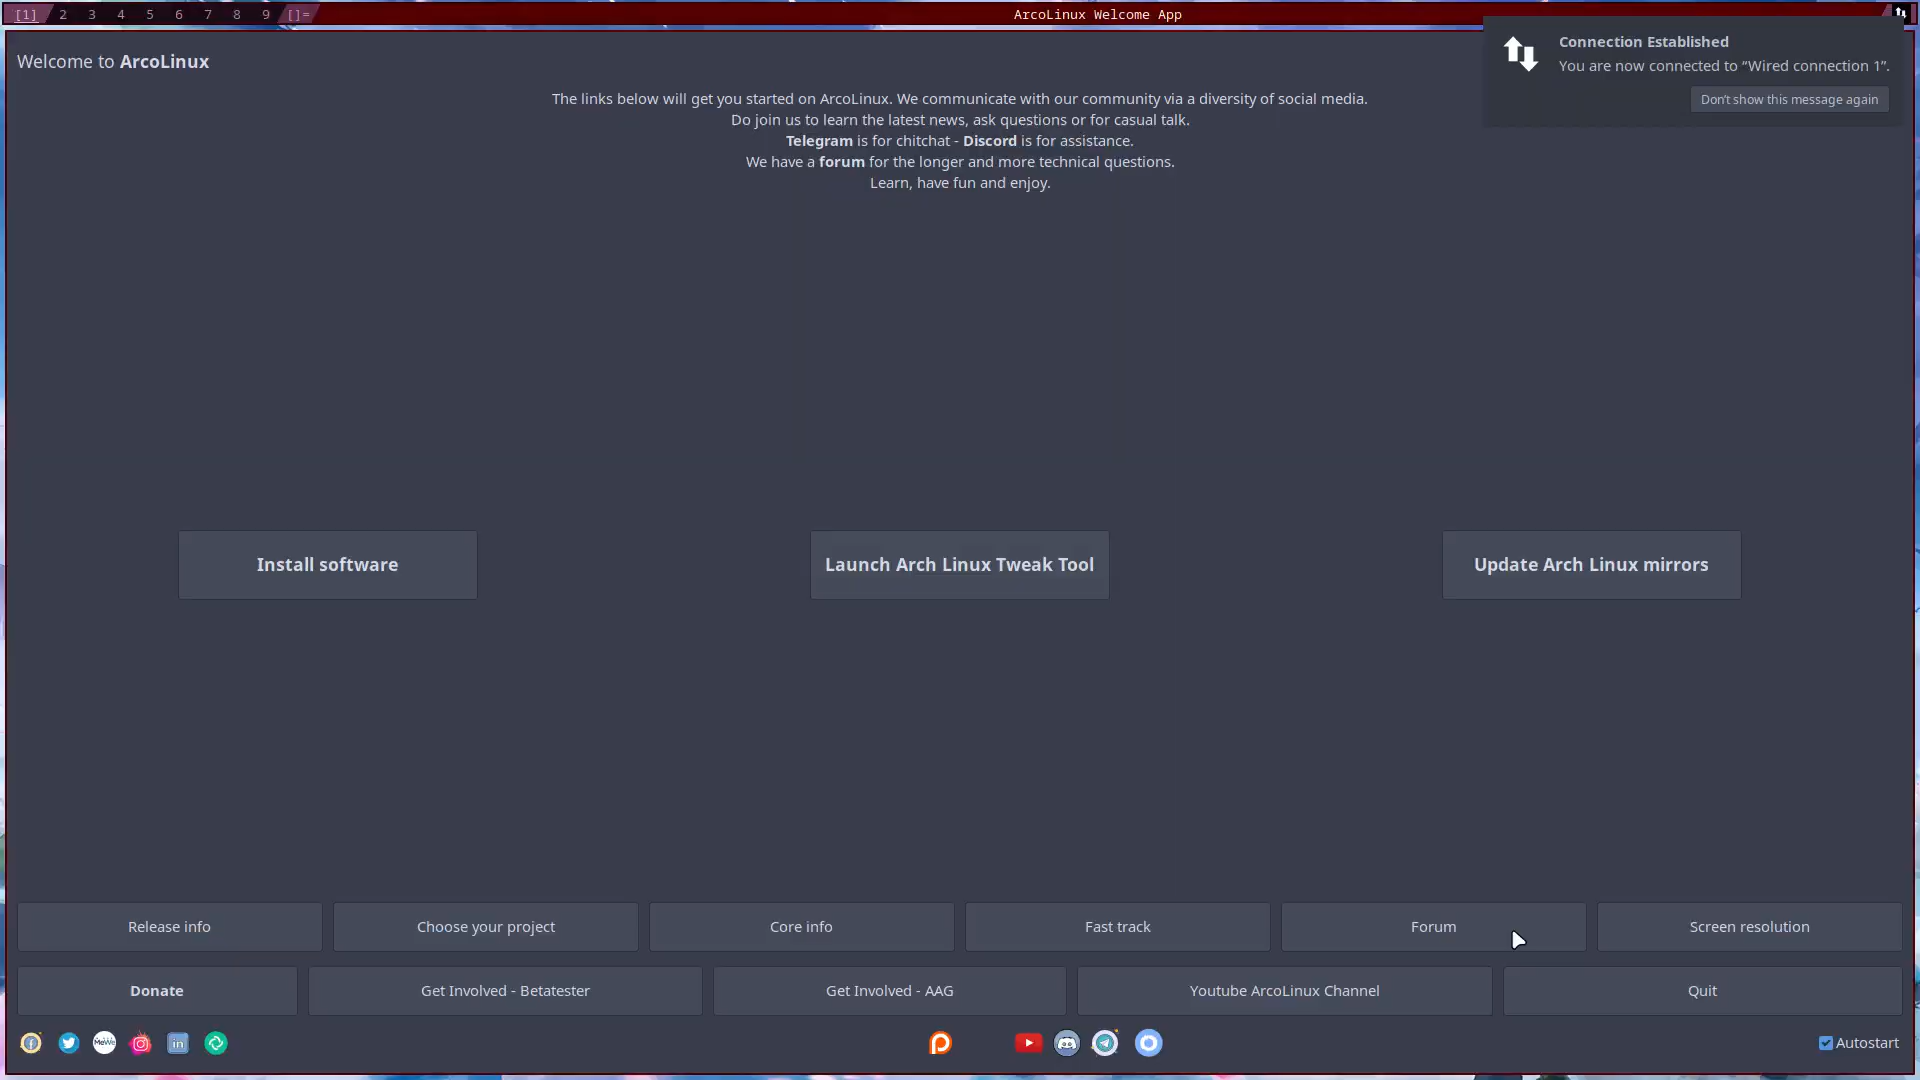 [1] 2 3 4 5 6 7 8 9 []= ArcoLinux Welcome App
Connection Established
You are now connected to “Wired connection 1”.
Don't show this message again
Welcome to ArcoLinux
The links below will get you started on ArcoLinux. We communicate with our community via a diversity of social media.
Do join us to learn the latest news, ask questions or for casual talk.
Telegram is for chitchat - Discord is for assistance.
We have a forum for the longer and more technical questions.
Learn, have fun and enjoy.
Install software
Launch Arch Linux Tweak Tool
Update Arch Linux mirrors
Release info
Choose your project
Core info
Fast track
Forum
Screen resolution
Donate
Get Involved - Betatester
Get Involved - AAG
Youtube ArcoLinux Channel
Quit
MeWe
in
Autostart